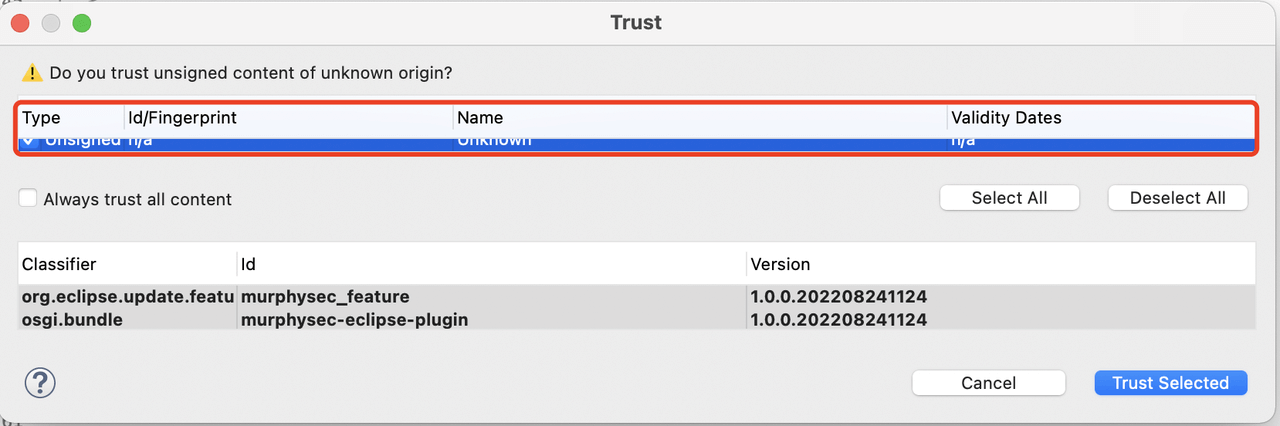 Trust
Do you trust unsigned content of unknown origin?
Type Id/Fingerprint Name Validity Dates
Unsigned n/a Unknown n/a
Always trust all content Select All Deselect All
Classifier Id Version
org.eclipse.update.featu murphysec_feature 1.0.0.202208241124
osgi.bundle murphysec-eclipse-plugin 1.0.0.202208241124
? Cancel Trust Selected